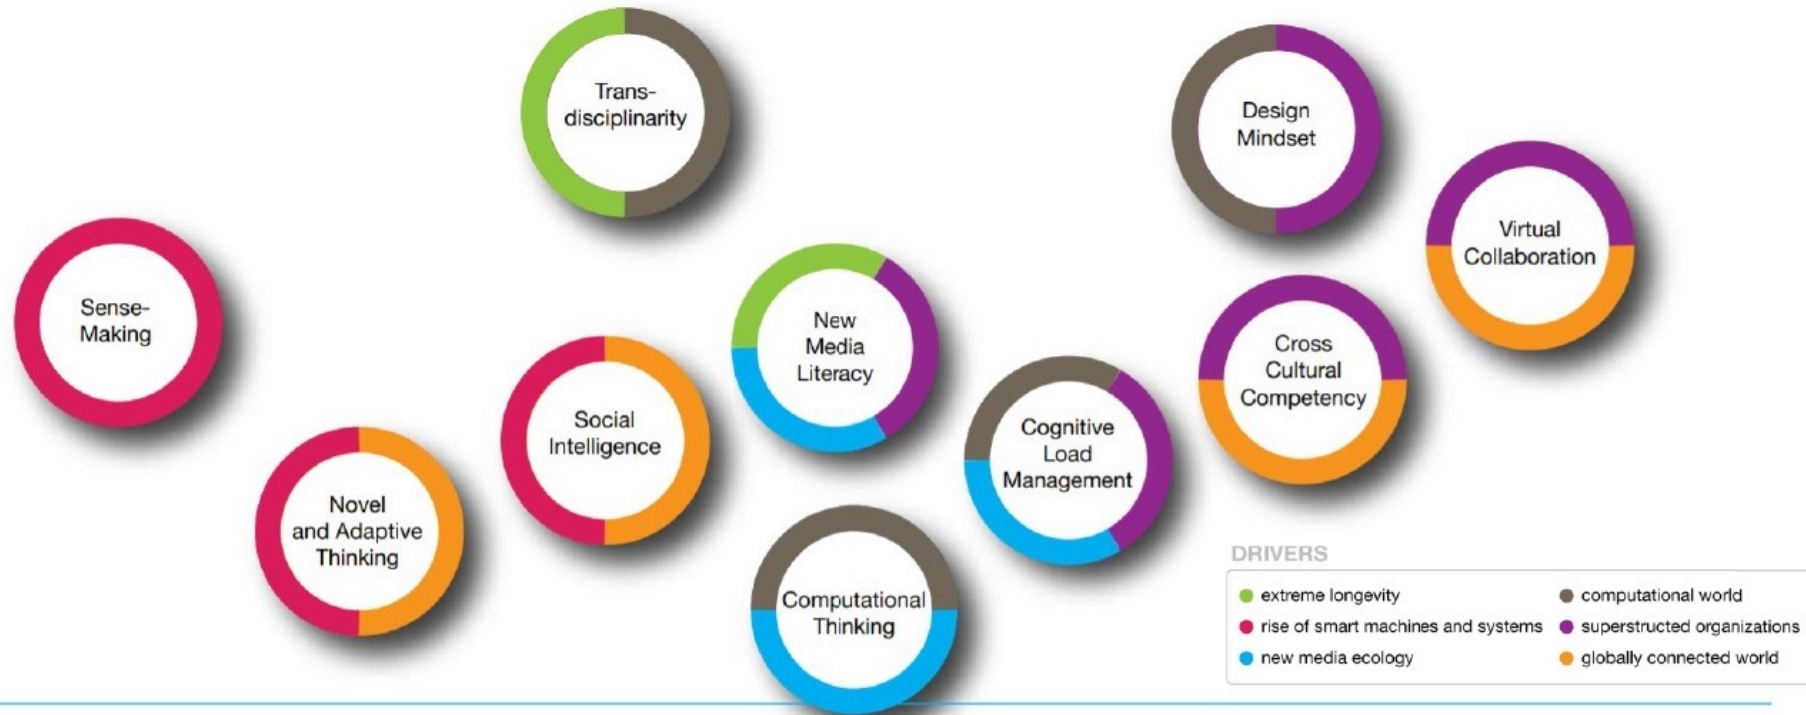 Trans-
disciplinarity
Design
Mindset
Virtual
Collaboration
Sense-
Making
New
Media
Literacy
Cross
Cultural
Competency
Social
Intelligence
Cognitive
Load
Management
Novel
and Adaptive
Thinking
Computational
Thinking
DRIVERS
extreme longevity
rise of smart machines and systems
new media ecology
computational world
superstructed organizations
globally connected world